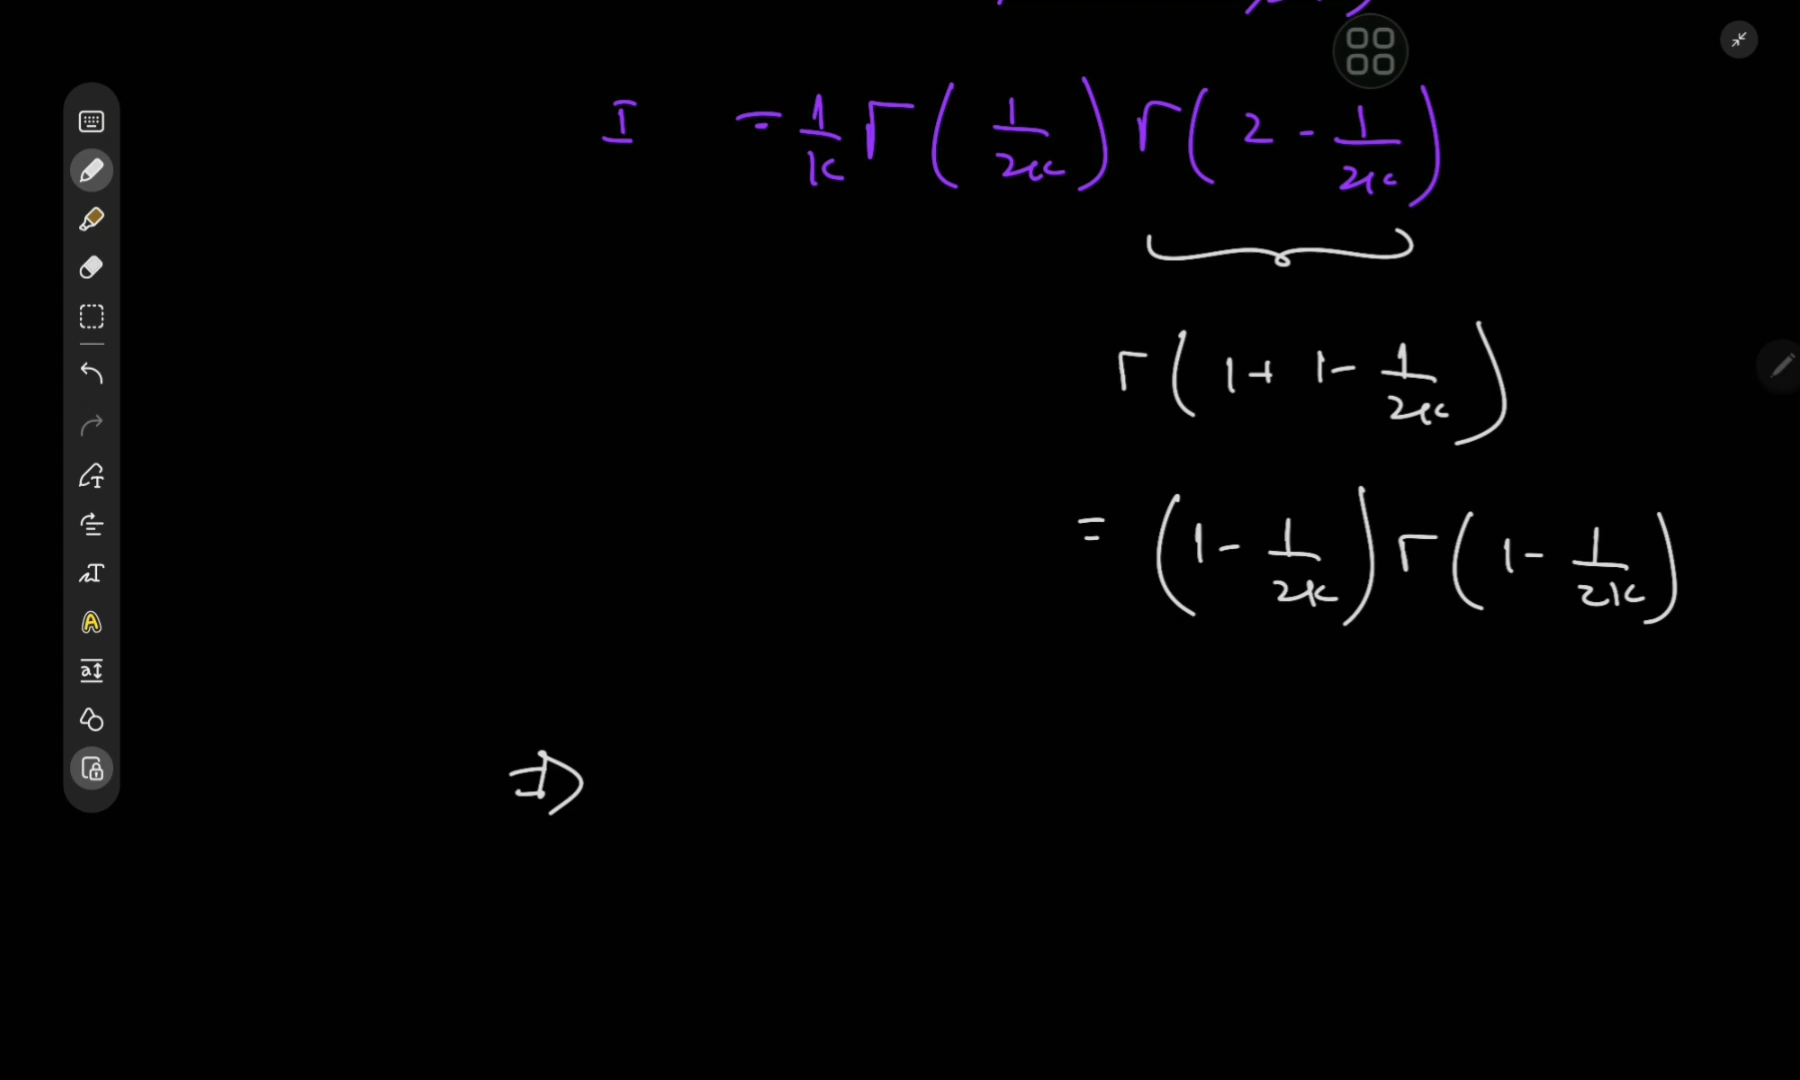 I = 1/k Γ(1/2k) Γ(2 - 1/2k)
Γ(1 + 1 - 1/2k)
= (1 - 1/2k) Γ(1 - 1/2k)
⇒